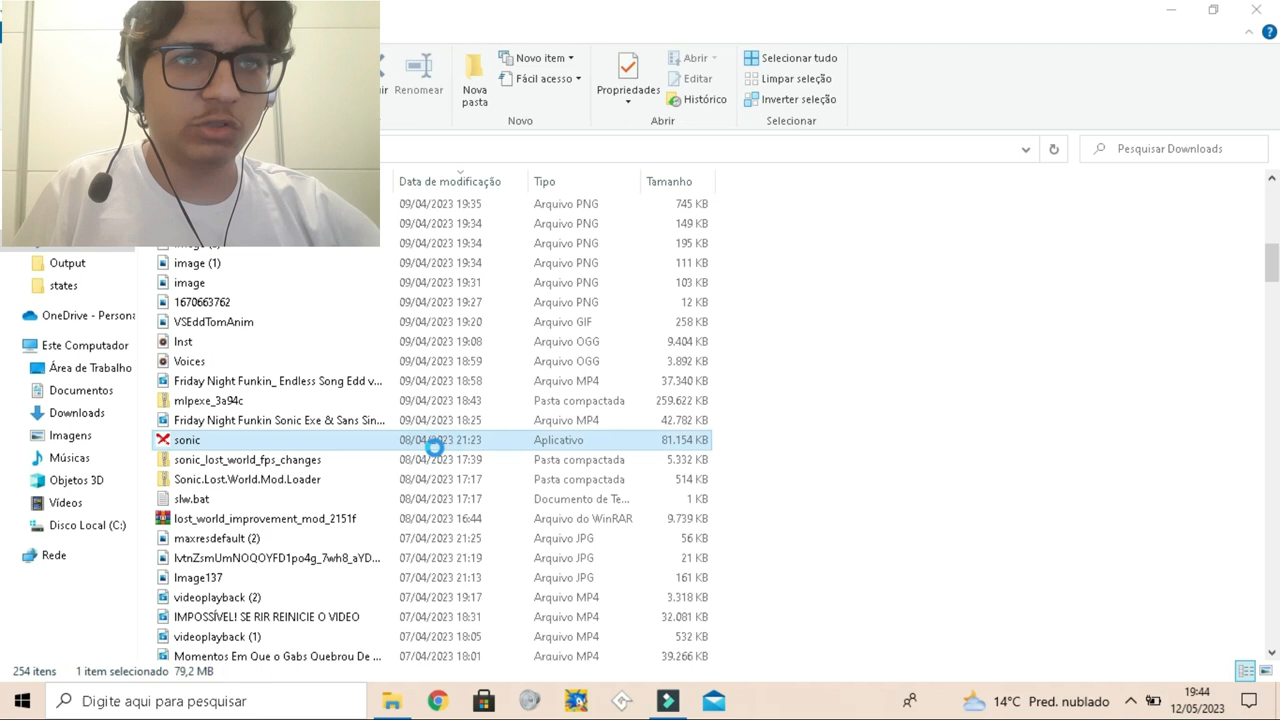 Renomear
Nova
pasta
Novo item
Fácil acesso
Novo
Propriedades
Abrir
Editar
Histórico
Abrir
Selecionar tudo
Limpar seleção
Inverter seleção
Selecionar
Pesquisar Downloads
Data de modificação Tipo Tamanho
09/04/2023 19:35 Arquivo PNG 745 KB
09/04/2023 19:34 Arquivo PNG 149 KB
09/04/2023 19:34 Arquivo PNG 195 KB
image (1) 09/04/2023 19:34 Arquivo PNG 111 KB
image 09/04/2023 19:31 Arquivo PNG 103 KB
1670663762 09/04/2023 19:27 Arquivo PNG 12 KB
VSEddTomAnim 09/04/2023 19:20 Arquivo GIF 258 KB
Inst 09/04/2023 19:08 Arquivo OGG 9.404 KB
Voices 09/04/2023 18:59 Arquivo OGG 3.892 KB
Friday Night Funkin_ Endless Song Edd v... 09/04/2023 18:58 Arquivo MP4 37.340 KB
mlpexe_3a94c 09/04/2023 18:43 Pasta compactada 259.622 KB
Friday Night Funkin Sonic Exe & Sans Sin... 09/04/2023 18:25 Arquivo MP4 42.782 KB
sonic 08/04/2023 21:23 Aplicativo 81.154 KB
sonic_lost_world_fps_changes 08/04/2023 17:39 Pasta compactada 5.332 KB
Sonic.Lost.World.Mod.Loader 08/04/2023 17:17 Pasta compactada 514 KB
slw.bat 08/04/2023 17:17 Documento de Te... 1 KB
lost_world_improvement_mod_2151f 08/04/2023 16:44 Arquivo do WinRAR 9.739 KB
maxresdefault (2) 07/04/2023 21:25 Arquivo JPG 56 KB
07/04/2023 21:19 Arquivo JPG 21 KB
Image137 07/04/2023 21:13 Arquivo JPG 161 KB
videoplayback (2) 07/04/2023 19:17 Arquivo MP4 3.318 KB
IMPOSSÍVEL! SE RIR REINICIE O VIDEO 07/04/2023 18:31 Arquivo MP4 32.081 KB
videoplayback (1) 07/04/2023 18:05 Arquivo MP4 532 KB
Momentos Em Que o Gabs Quebrou De ... 07/04/2023 18:01 Arquivo MP4 39.266 KB
Output
states
OneDrive - Persona
Este Computador
Área de Trabalho
Documentos
Downloads
Imagens
Músicas
Objetos 3D
Vídeos
Disco Local (C:)
Rede
254 itens 1 item selecionado 79,2 MB
Digite aqui para pesquisar
14°C Pred. nublado
9:44
12/05/2023